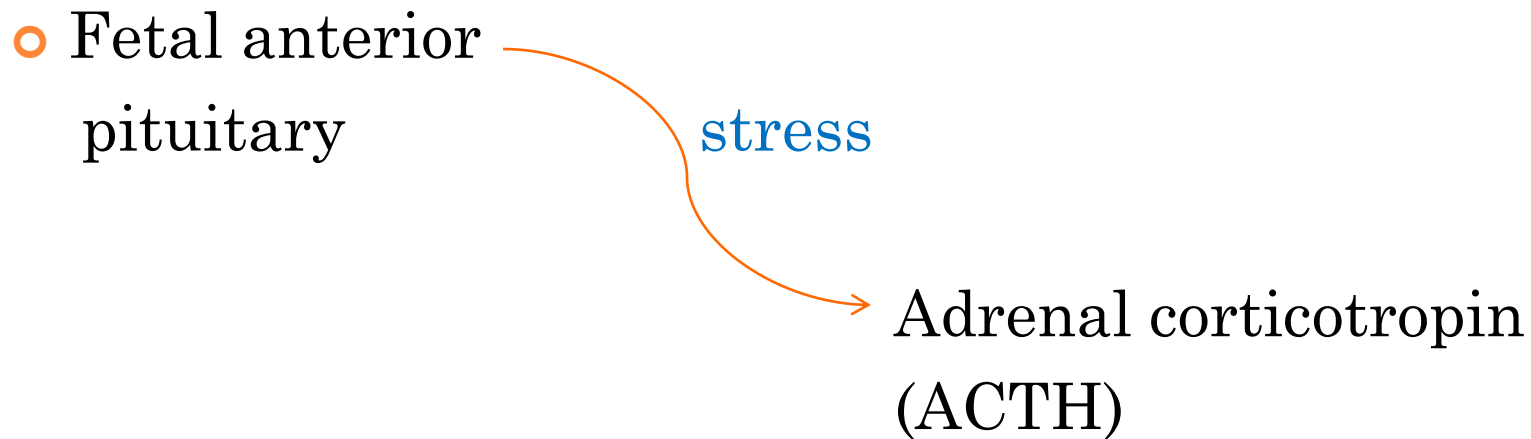 Fetal anterior
pituitary
stress
Adrenal corticotropin
(ACTH)